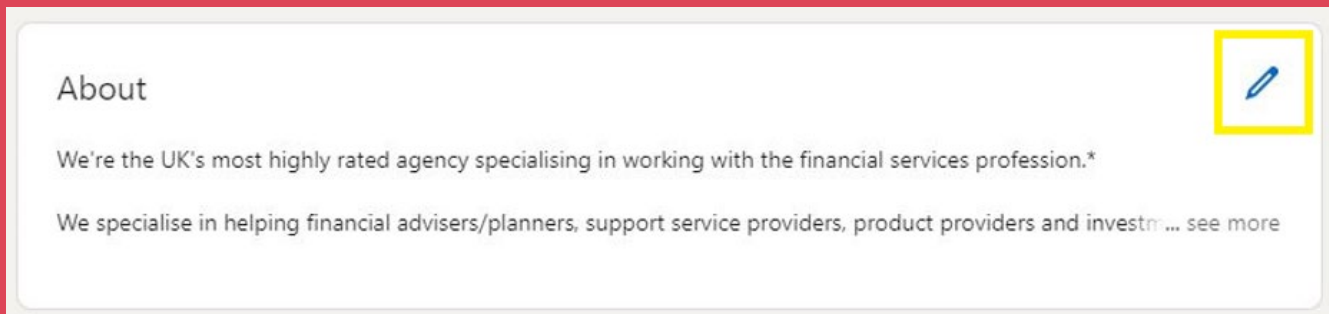 About
We're the UK's most highly rated agency specialising in working with the financial services profession.*
We specialise in helping financial advisers/planners, support service providers, product providers and investm... see more